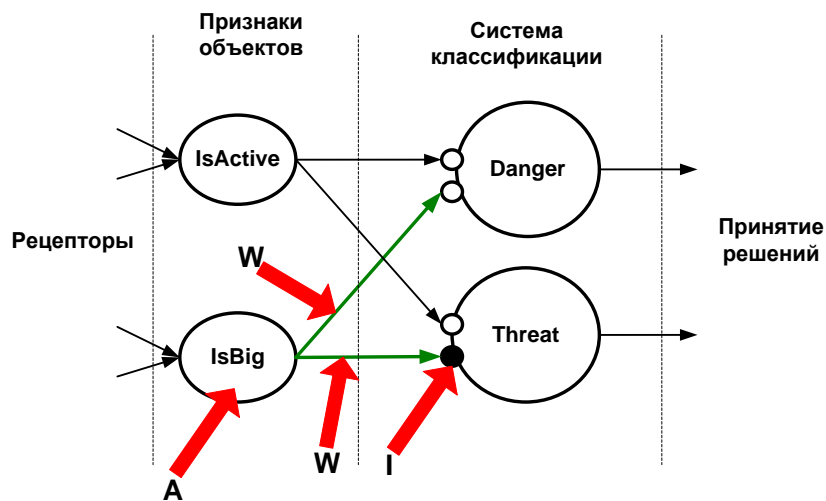 Признаки
объектов
Система
классификации
IsActive
Danger
Рецепторы
Принятие
решений
W
IsBig
Threat
A
W
I